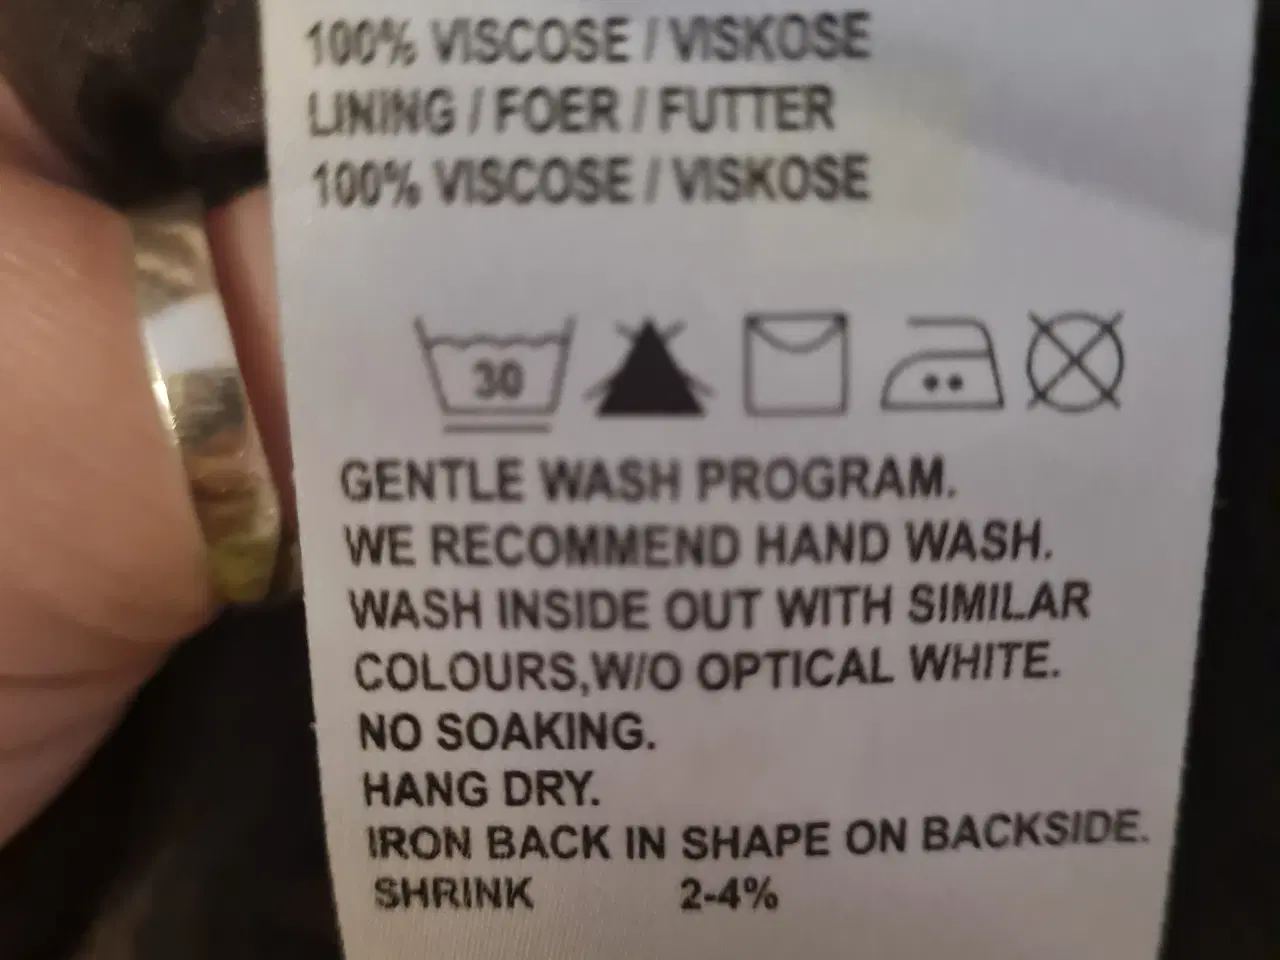 100% VISCOSE / VISKOSE
LINING / FOER / FUTTER
100% VISCOSE / VISKOSE
30
GENTLE WASH PROGRAM.
WE RECOMMEND HAND WASH.
WASH INSIDE OUT WITH SIMILAR
COLOURS,W/O OPTICAL WHITE.
NO SOAKING.
HANG DRY.
IRON BACK IN SHAPE ON BACKSIDE.
SHRINK 2-4%